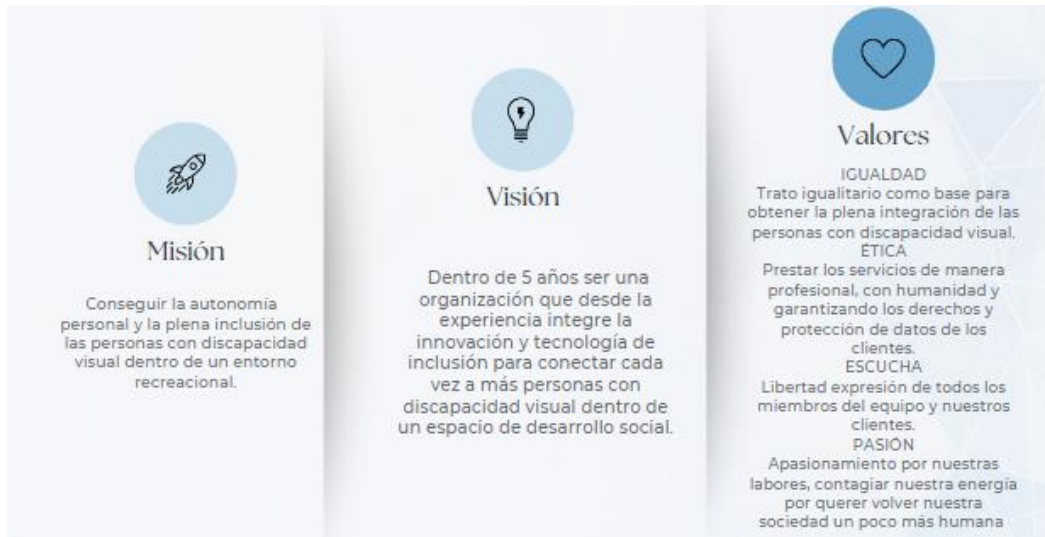 Misión
Conseguir la autonomía
personal y la plena inclusión de
las personas con discapacidad
visual dentro de un entorno
recreacional.
Visión
Dentro de 5 años ser una
organización que desde la
experiencia integre la
innovación y tecnología de
inclusión para conectar cada
vez a más personas con
discapacidad visual dentro de
un espacio de desarrollo social.
Valores
IGUALDAD
Trato igualitario como base para
obtener la plena integración de las
personas con discapacidad visual.
ÉTICA
Prestar los servicios de manera
profesional, con humanidad y
garantizando los derechos y
protección de datos de los
clientes.
ESCUCHA
Libertad expresión de todos los
miembros del equipo y nuestros
clientes.
PASIÓN
Apasionamiento por nuestras
labores, contagiar nuestra energía
por querer volver nuestra
sociedad un poco más humana